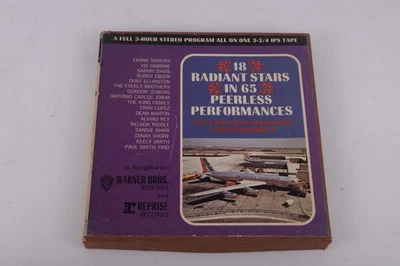 A FULL 3-HOUR STEREO PROGRAM ALL ON ONE 3-3/4 IPS TAPE
FRANK SINATRA
VIC DAMONE
SAMMY DAVIS
BUDDY EBSEN
DUKE ELLINGTON
THE EVERLY BROTHERS
GORDON JENKINS
ANTONIO CARLOS JOBIM
THE KING FAMILY
TRINI LOPEZ
DEAN MARTIN
ALVINO REY
NELSON RIDDLE
SANDIE SHAW
DINAH SHORE
KEELY SMITH
PAUL SMITH TRIO
WARNER BROS.
RECORDS
and
REPRISE
RECORDS
18
RADIANT STARS
IN 65
PEERLESS
PERFORMANCES